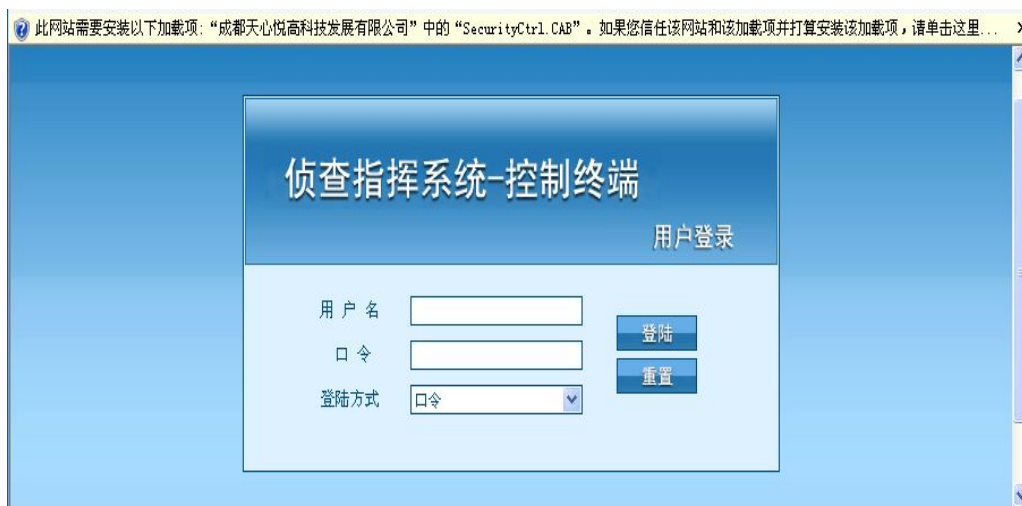 此网站需要安装以下加载项：“成都天心悦高科技发展有限公司”中的“SecurityCtrl.CAB”。如果您信任该网站和该加载项并打算安装该加载项，请单击这里...
侦查指挥系统-控制终端
用户登录
用 户 名
登陆
口 令
重置
登陆方式
口令